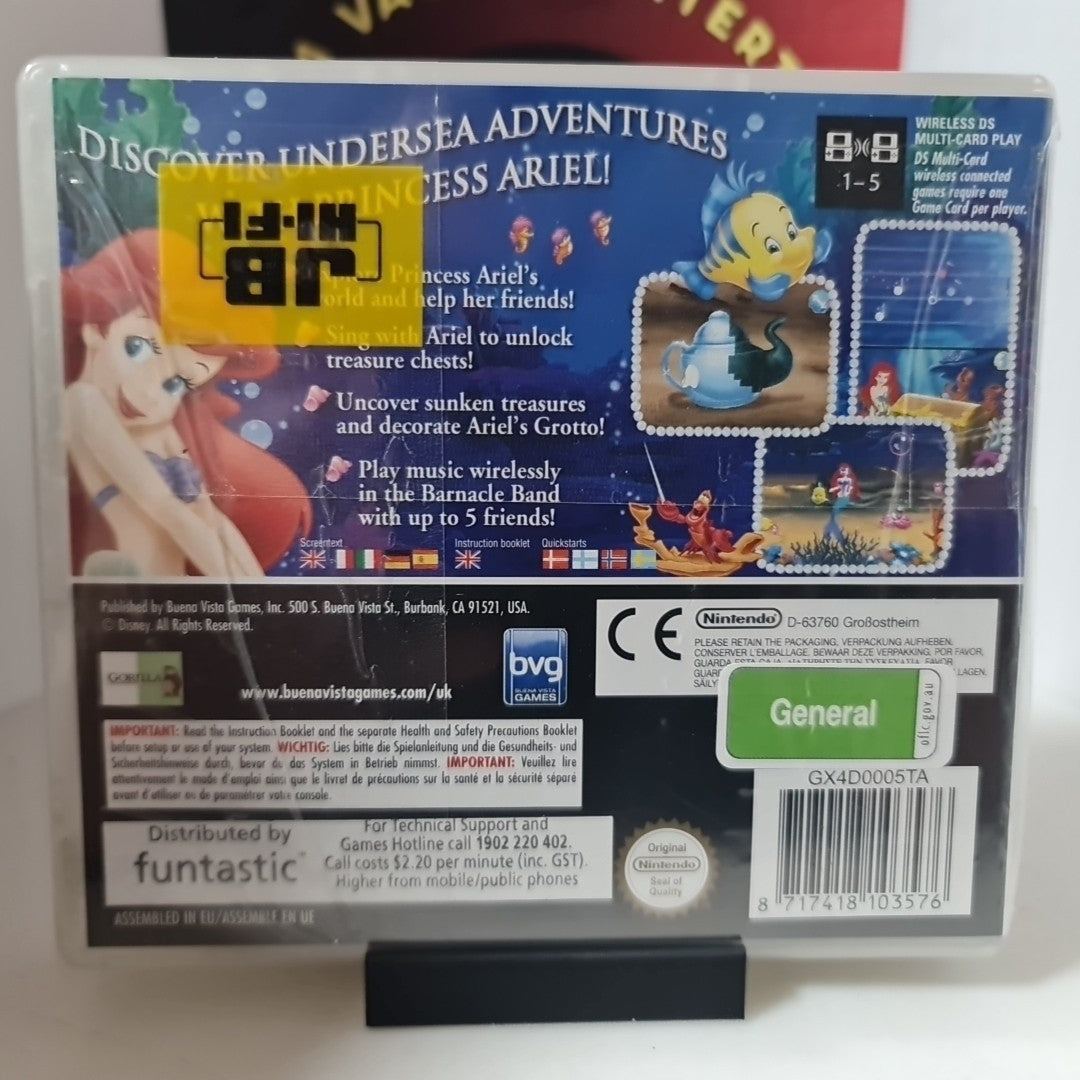 DISCOVER UNDERSEA ADVENTURES
PRINCESS ARIEL!
JB
HI-FI
WIRELESS DS
MULTI-CARD PLAY
DS Multi-Card
wireless connected
games require one
Game Card per player.
1-5
Explore Princess Ariel's
world and help her friends!
Sing with Ariel to unlock
treasure chests!
Uncover sunken treasures
and decorate Ariel's Grotto!
Play music wirelessly
in the Barnacle Band
with up to 5 friends!
Screentext
Instruction booklet
Quickstarts
Published by Buena Vista Games, Inc. 500 S. Buena Vista St., Burbank, CA 91521, USA.
© Disney. All Rights Reserved.
GORILLA
www.buenavistagames.com/uk
bvg
BUENA VISTA
GAMES
CE
Nintendo
D-63760 Großostheim
PLEASE RETAIN THE PACKAGING, VERPACKUNG AUFHEBEN.
CONSERVER L'EMBALLAGE. BEWAAR DEZE VERPAKKING, POR FAVOR,
General
oflc.gov.au
IMPORTANT: Read the Instruction Booklet and the separate Health and Safety Precautions Booklet
before setup or use of your system. WICHTIG: Lies bitte die Spielanleitung und die Gesundheits- und
Sicherheitshinweise durch, bevor du das System in Betrieb nimmst. IMPORTANT: Veuillez lire
attentivement le mode d'emploi ainsi que le livret de précautions sur la santé et la sécurité séparé
avant d'utiliser ou de paramétrer votre console.
GX4D0005TA
8 717418 103576
Distributed by
funtastic
For Technical Support and
Games Hotline call 1902 220 402.
Call costs $2.20 per minute (inc. GST).
Higher from mobile/public phones
Original
Nintendo
Seal of
Quality
ASSEMBLED IN EU/ASSEMBLE EN UE